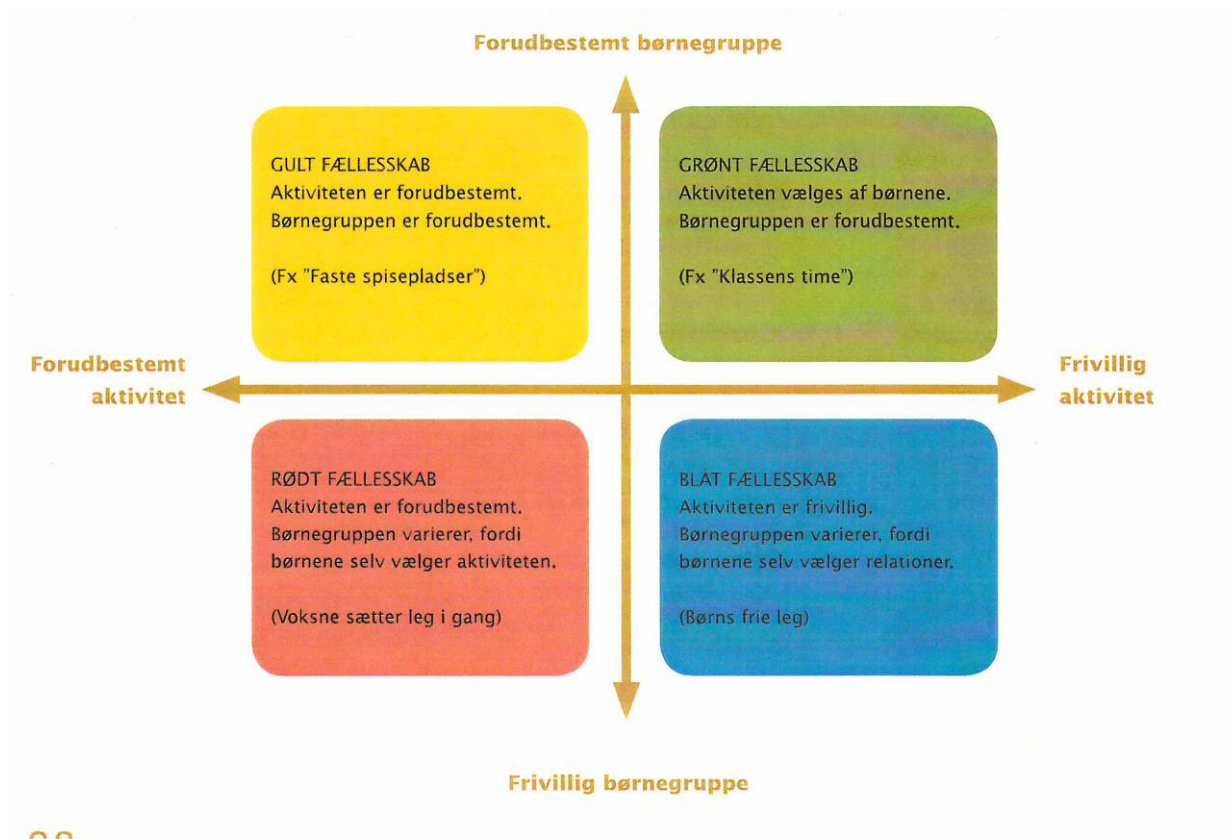 Forudbestemt børnegruppe
GULT FÆLLESSKAB
Aktiviteten er forudbestemt.
Børnegruppen er forudbestemt.
(Fx "Faste spisepladser")
GRØNT FÆLLESSKAB
Aktiviteten vælges af børnene.
Børnegruppen er forudbestemt.
(Fx "Klassens time")
Forudbestemt
aktivitet
Frivillig
aktivitet
RØDT FÆLLESSKAB
Aktiviteten er forudbestemt.
Børnegruppen varierer, fordi
børnene selv vælger aktiviteten.
(Voksne sætter leg i gang)
BLÅT FÆLLESSKAB
Aktiviteten er frivillig.
Børnegruppen varierer, fordi
børnene selv vælger relationer.
(Børns frie leg)
Frivillig børnegruppe